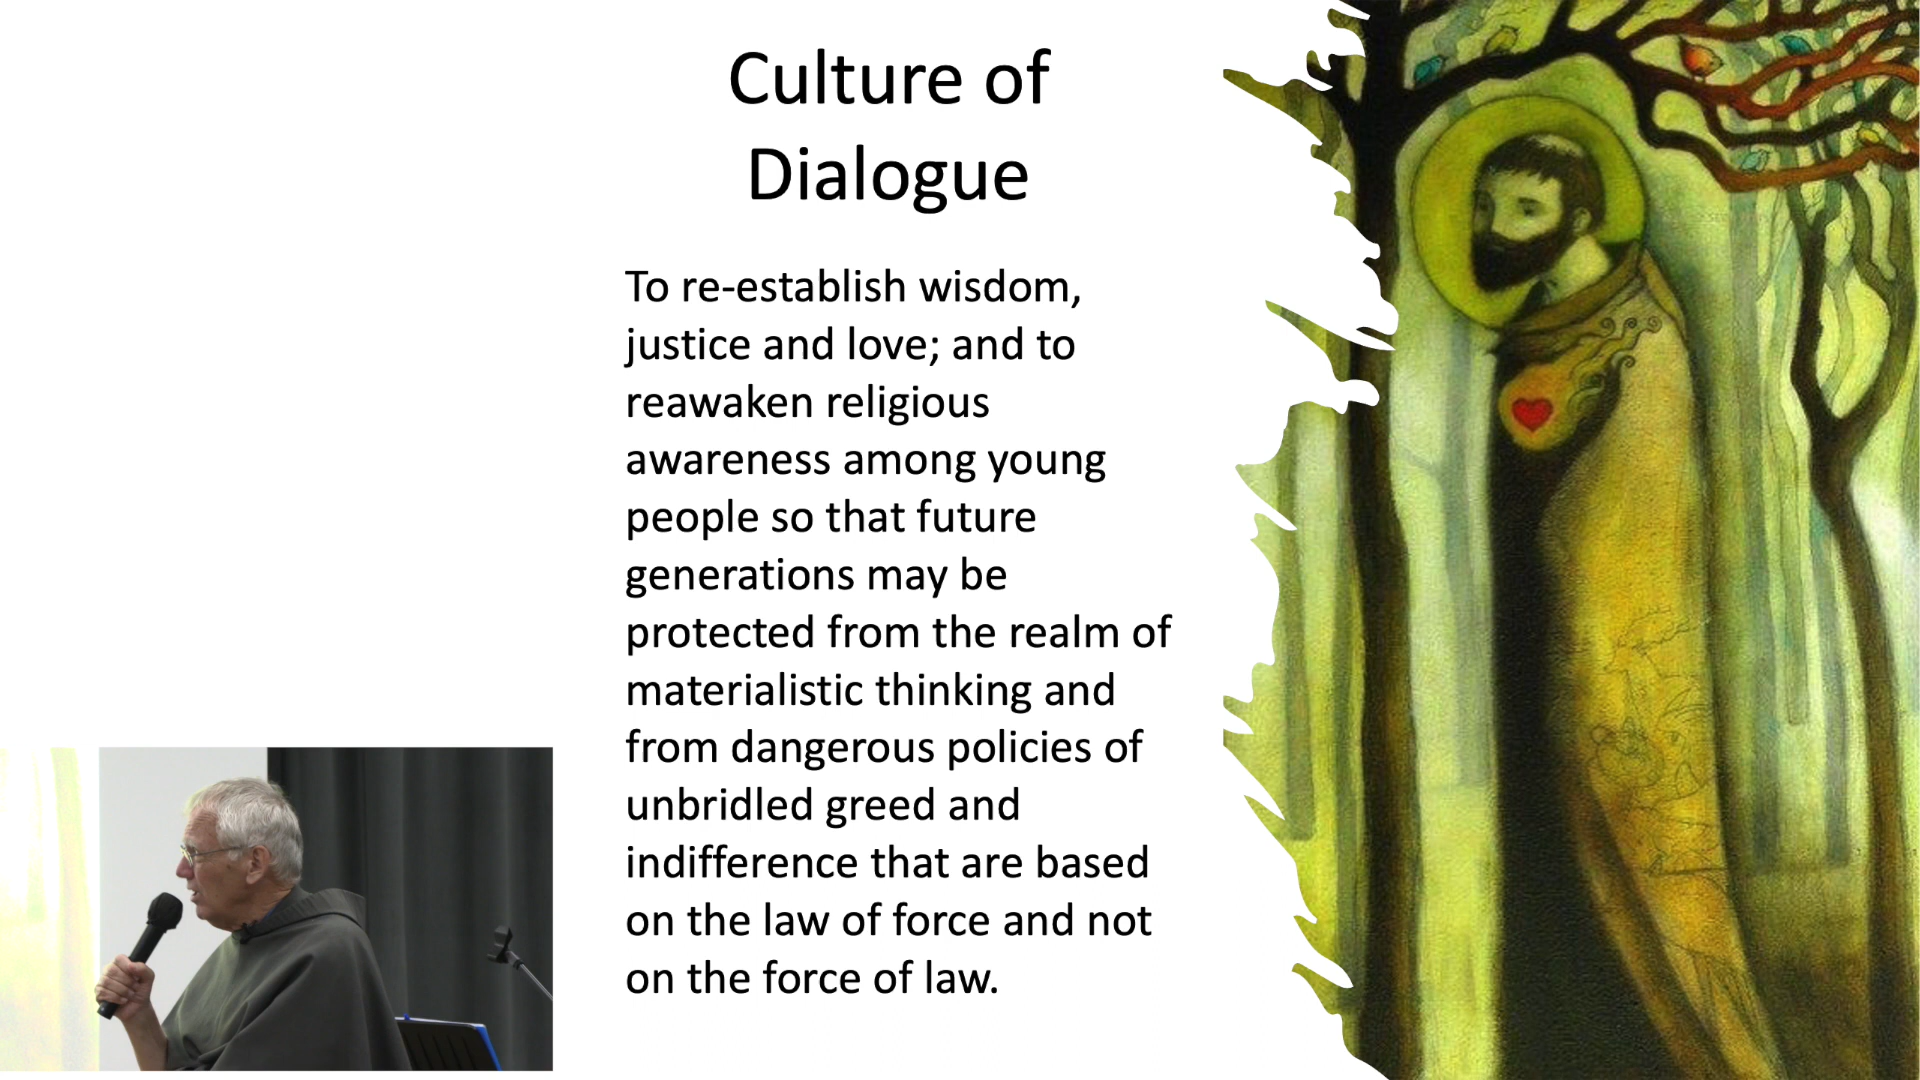 Culture of
Dialogue
To re-establish wisdom,
justice and love; and to
reawaken religious
awareness among young
people so that future
generations may be
protected from the realm of
materialistic thinking and
from dangerous policies of
unbridled greed and
indifference that are based
on the law of force and not
on the force of law.